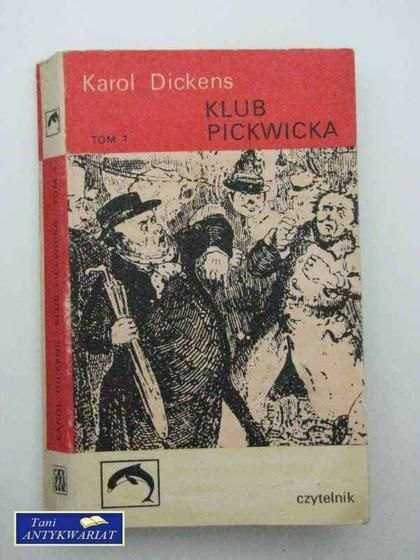 Karol Dickens
KLUB
PICKWICKA
TOM 1
KAROL DICKENS KLUB PICKWICKA TOM 1
czytelnik
Tani
ANTYKWARIAT